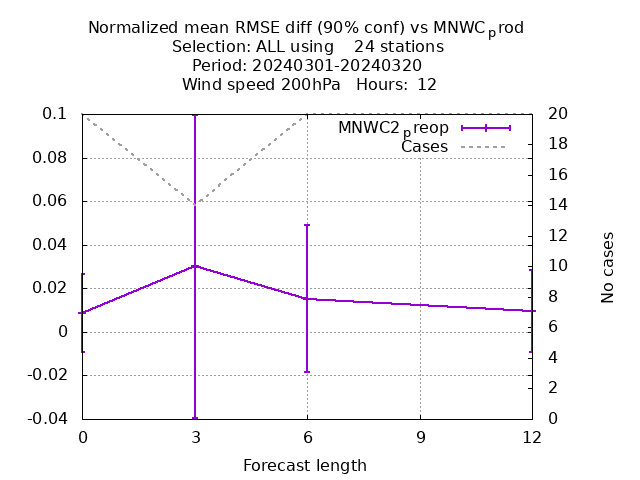 Normalized mean RMSE diff (90% conf) vs MNWCprod
Selection: ALL using    24 stations
Period: 20240301-20240320
Wind speed 200hPa   Hours:  12
MNWC2preop
Cases
0.1
0.08
0.06
0.04
0.02
0
-0.02
-0.04
20
18
16
14
12
10
8
6
4
2
0
No cases
0 3 6 9 12
Forecast length